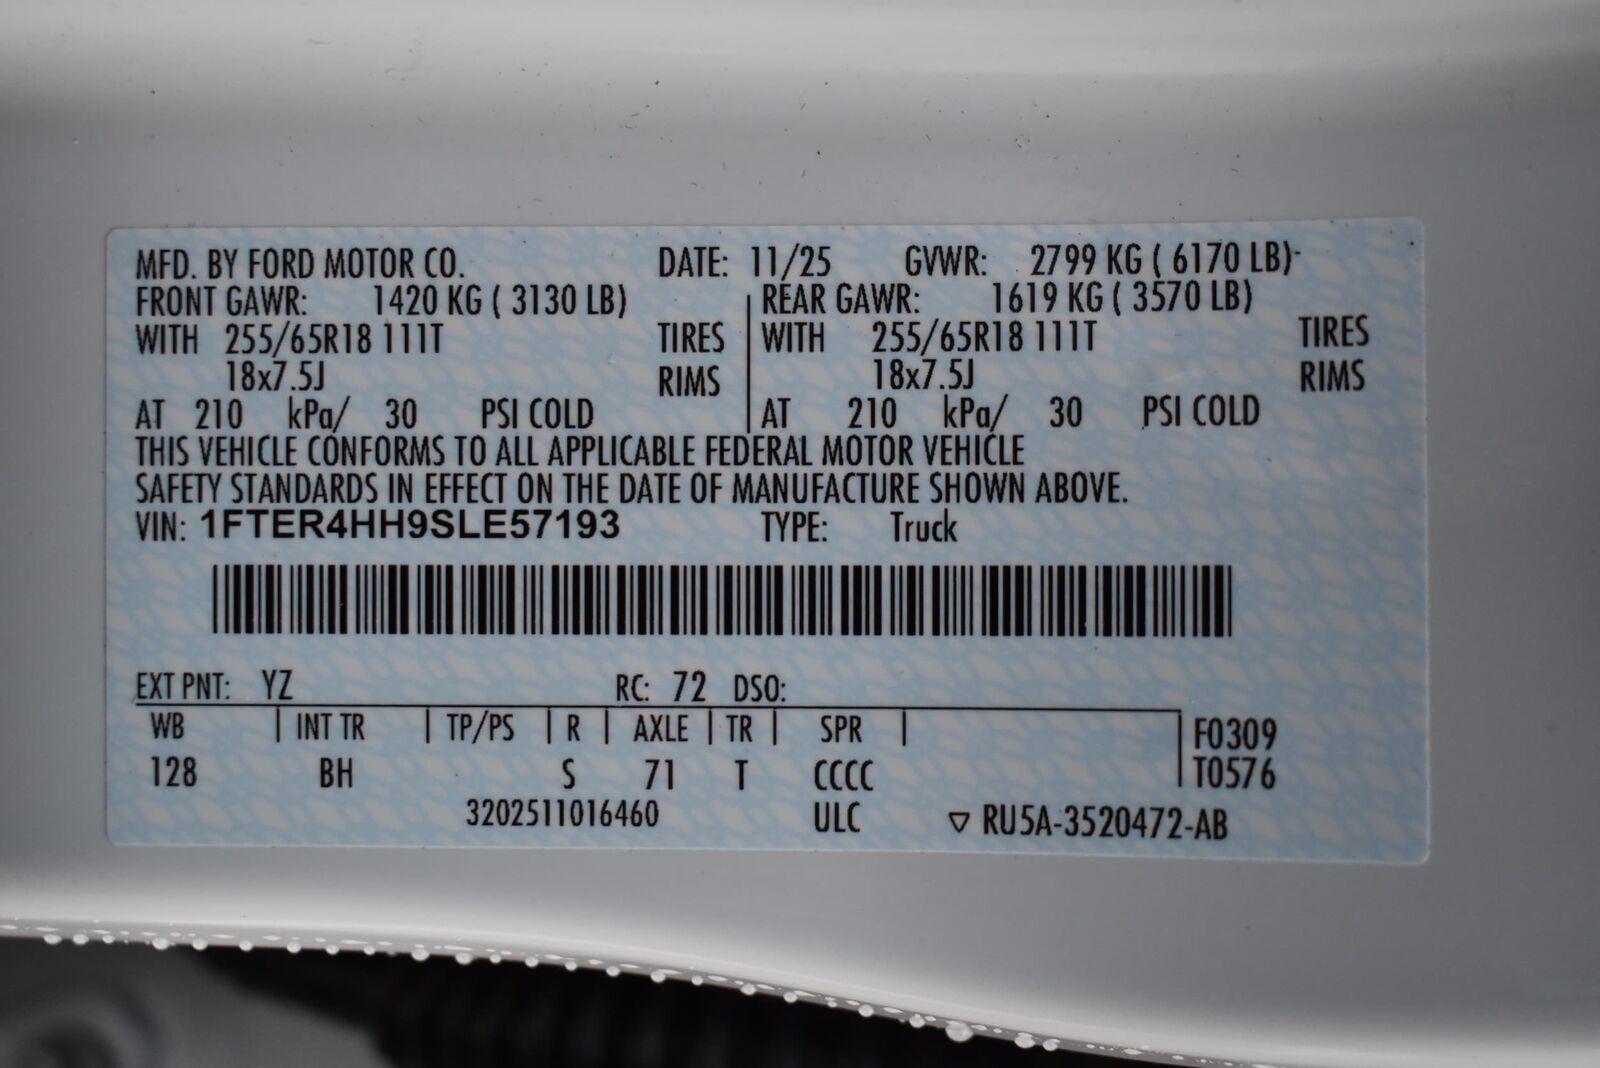 MFD. BY FORD MOTOR CO. DATE: 11/25 GVWR: 2799 KG ( 6170 LB)
FRONT GAWR: 1420 KG ( 3130 LB) REAR GAWR: 1619 KG ( 3570 LB)
WITH 255/65R18 111T TIRES WITH 255/65R18 111T TIRES
18x7.5J RIMS 18x7.5J RIMS
AT 210 kPa/ 30 PSI COLD AT 210 kPa/ 30 PSI COLD
THIS VEHICLE CONFORMS TO ALL APPLICABLE FEDERAL MOTOR VEHICLE
SAFETY STANDARDS IN EFFECT ON THE DATE OF MANUFACTURE SHOWN ABOVE.
VIN: 1FTER4HH9SLE57193 TYPE: Truck
EXT PNT: YZ RC: 72 DSO:
WB | INT TR | TP/PS | R | AXLE | TR | SPR | F0309
128 BH S 71 T CCCC T0576
3202511016460 ULC ▽ RU5A-3520472-AB